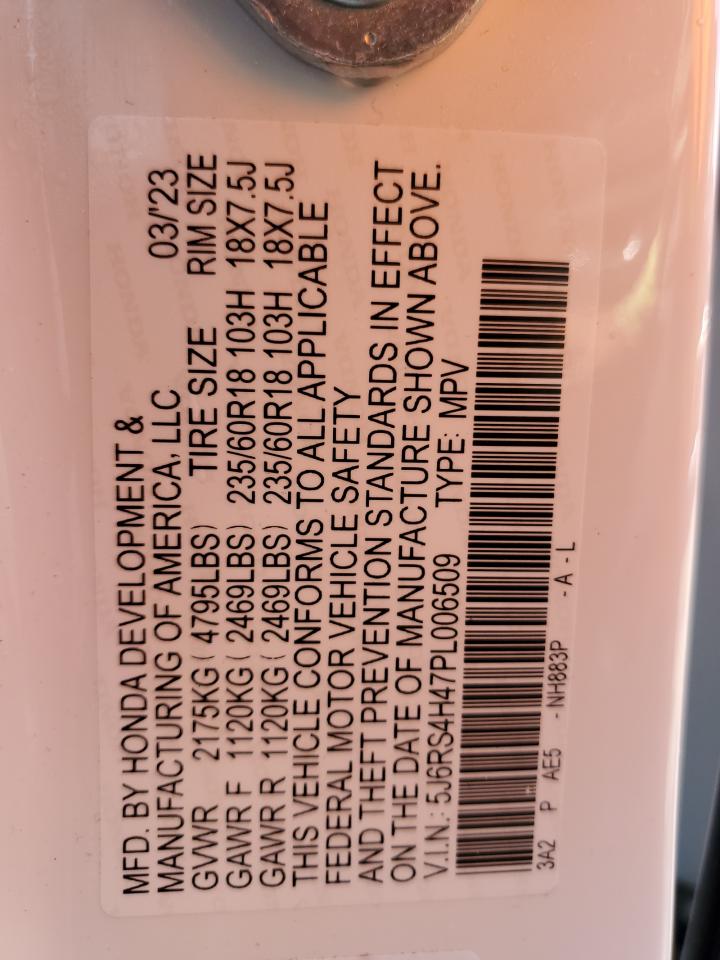 MFD. BY HONDA DEVELOPMENT &
MANUFACTURING OF AMERICA, LLC 03/'23
GVWR 2175KG ( 4795LBS) TIRE SIZE RIM SIZE
GAWR F 1120KG ( 2469LBS) 235/60R18 103H 18X7.5J
GAWR R 1120KG ( 2469LBS) 235/60R18 103H 18X7.5J
THIS VEHICLE CONFORMS TO ALL APPLICABLE
FEDERAL MOTOR VEHICLE SAFETY
AND THEFT PREVENTION STANDARDS IN EFFECT
ON THE DATE OF MANUFACTURE SHOWN ABOVE.
V.I.N.: 5J6RS4H47PL006509 TYPE: MPV
3A2 P AE5 - NH883P - A - L